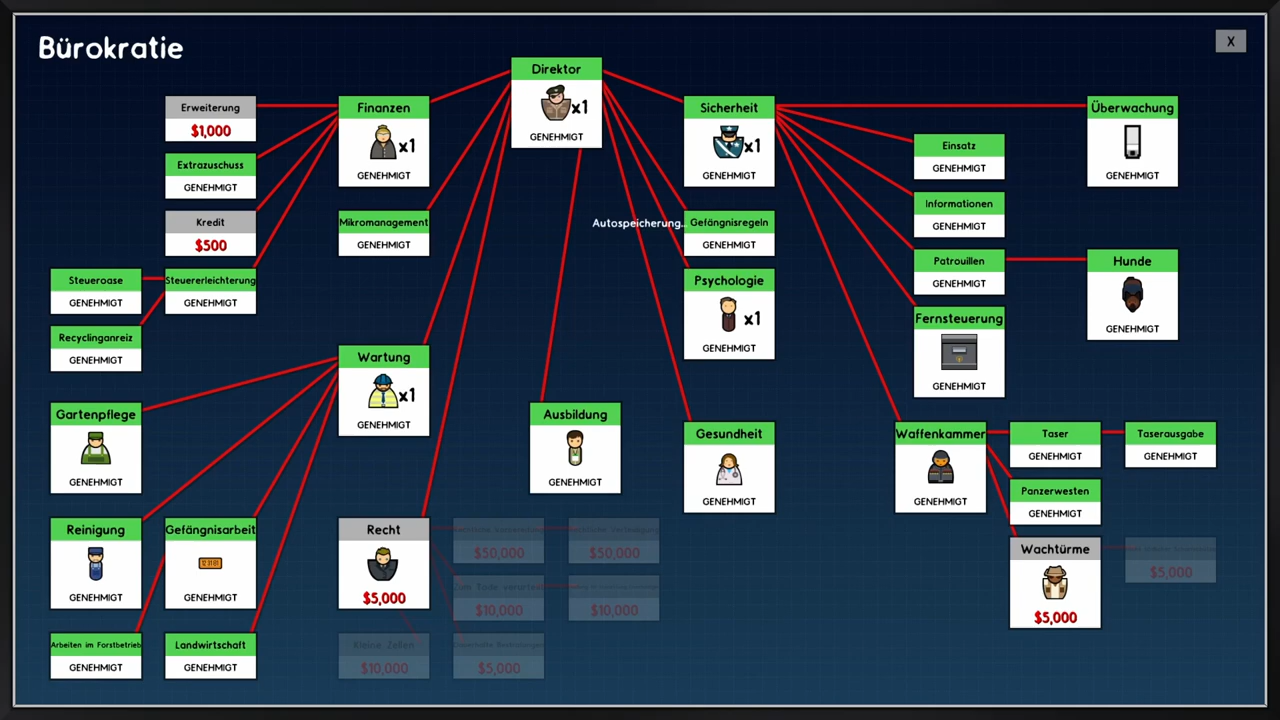 Bürokratie
X
Direktor
x1
GENEHMIGT
Erweiterung
$1,000
Finanzen
x1
GENEHMIGT
Sicherheit
x1
GENEHMIGT
Überwachung
GENEHMIGT
Einsatz
GENEHMIGT
Extrazuschuss
GENEHMIGT
Informationen
GENEHMIGT
Kredit
$500
Mikromanagement
GENEHMIGT
Autospeicherung..
Gefängnisregeln
GENEHMIGT
Patrouillen
GENEHMIGT
Hunde
GENEHMIGT
Steueroase
GENEHMIGT
Steuererleichterung
GENEHMIGT
Psychologie
x1
GENEHMIGT
Fernsteuerung
GENEHMIGT
Recyclinganreiz
GENEHMIGT
Wartung
x1
GENEHMIGT
Gartenpflege
GENEHMIGT
Ausbildung
GENEHMIGT
Gesundheit
GENEHMIGT
Waffenkammer
GENEHMIGT
Taser
GENEHMIGT
Taserausgabe
GENEHMIGT
Panzerwesten
GENEHMIGT
Reinigung
GENEHMIGT
Gefängnisarbeit
GENEHMIGT
Recht
$5,000
$50,000
$50,000
Wachtürme
$5,000
$5,000
Zum Tode verurteilt
$10,000
$10,000
Arbeiten im Forstbetrieb
GENEHMIGT
Landwirtschaft
GENEHMIGT
Kleine Zellen
$10,000
$5,000